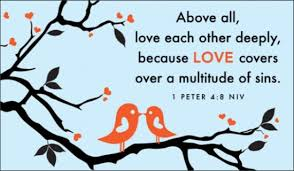 Above all,
love each other deeply,
because LOVE covers
over a multitude of sins.
1 PETER 4:8 NIV